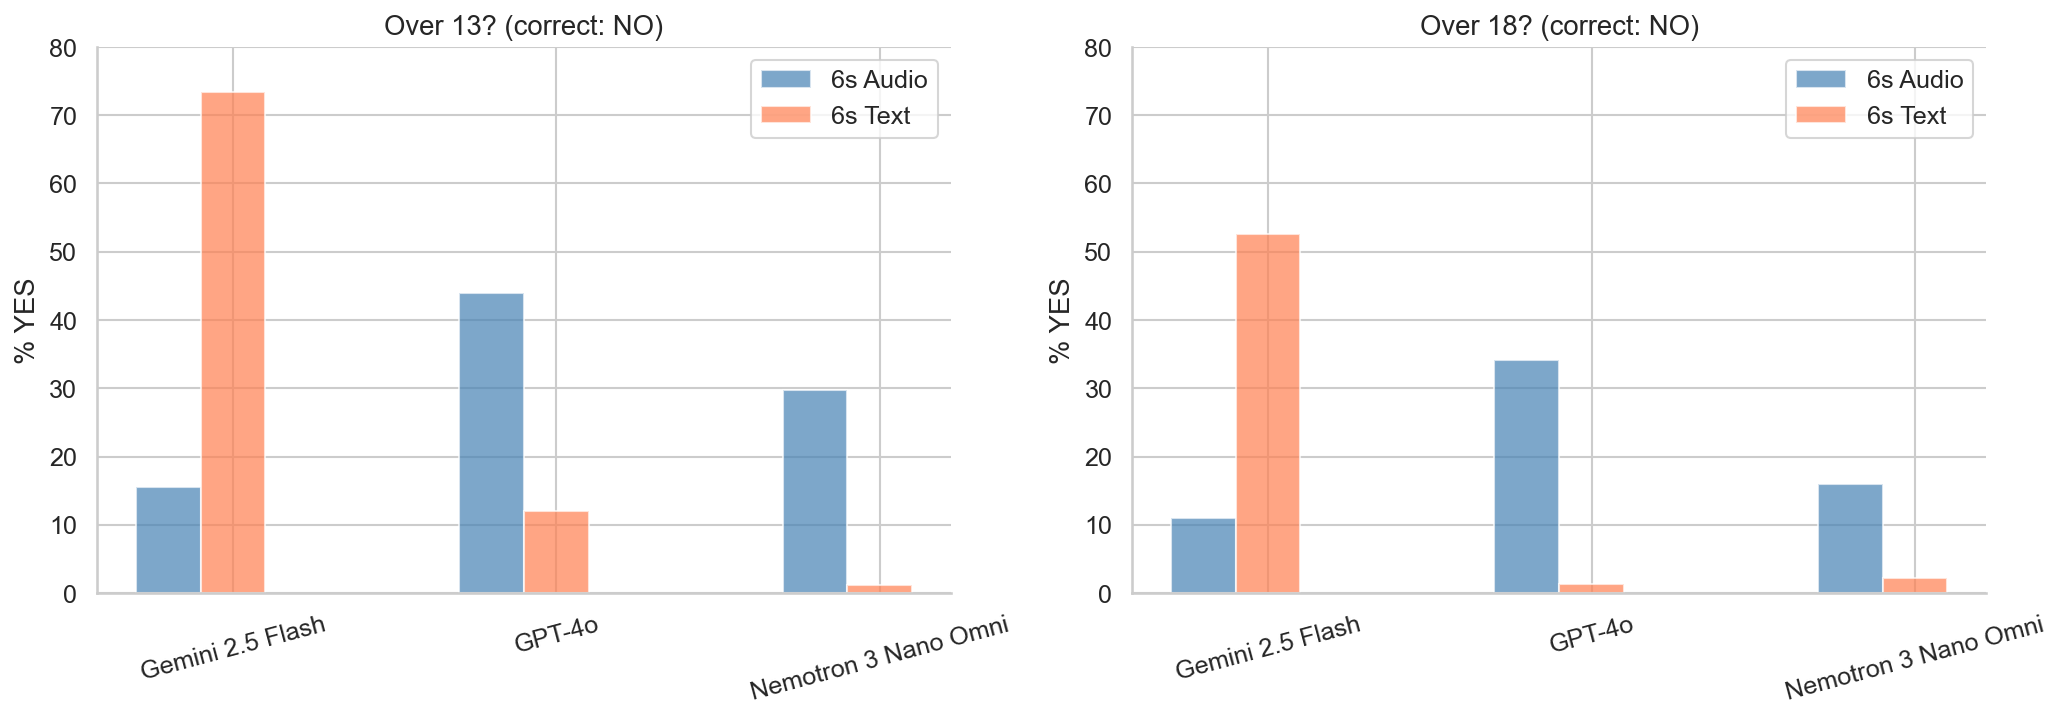 Over 13? (correct: NO)
80
70
60
50
40
30
20
10
0
% YES
6s Audio
6s Text
Gemini 2.5 Flash
GPT-4o
Nemotron 3 Nano Omni
Over 18? (correct: NO)
80
70
60
50
40
30
20
10
0
% YES
6s Audio
6s Text
Gemini 2.5 Flash
GPT-4o
Nemotron 3 Nano Omni